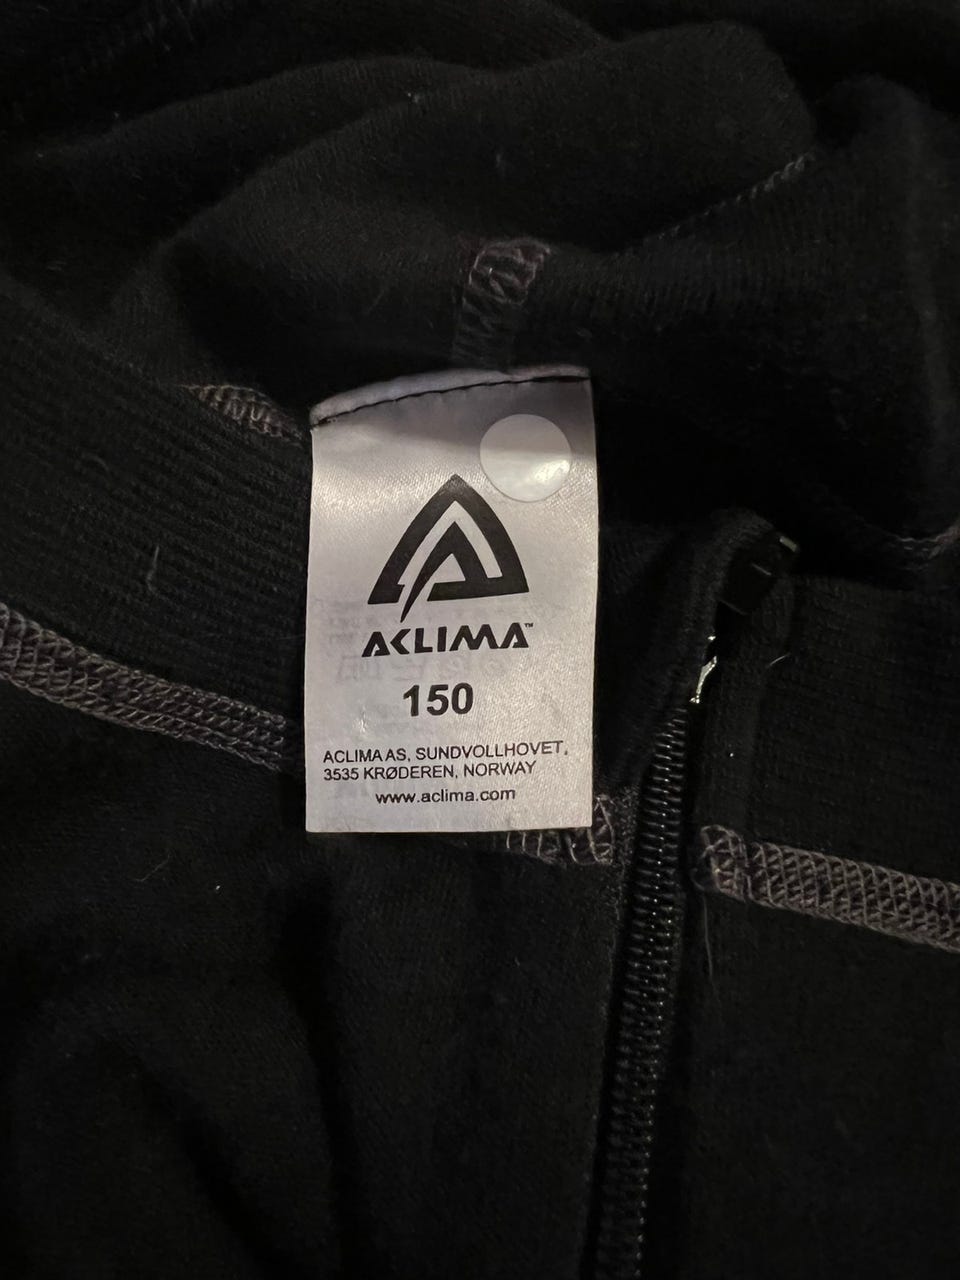 ACLIMA™
150
ACLIMA AS, SUNDVOLLHOVET,
3535 KRØDEREN, NORWAY
www.aclima.com